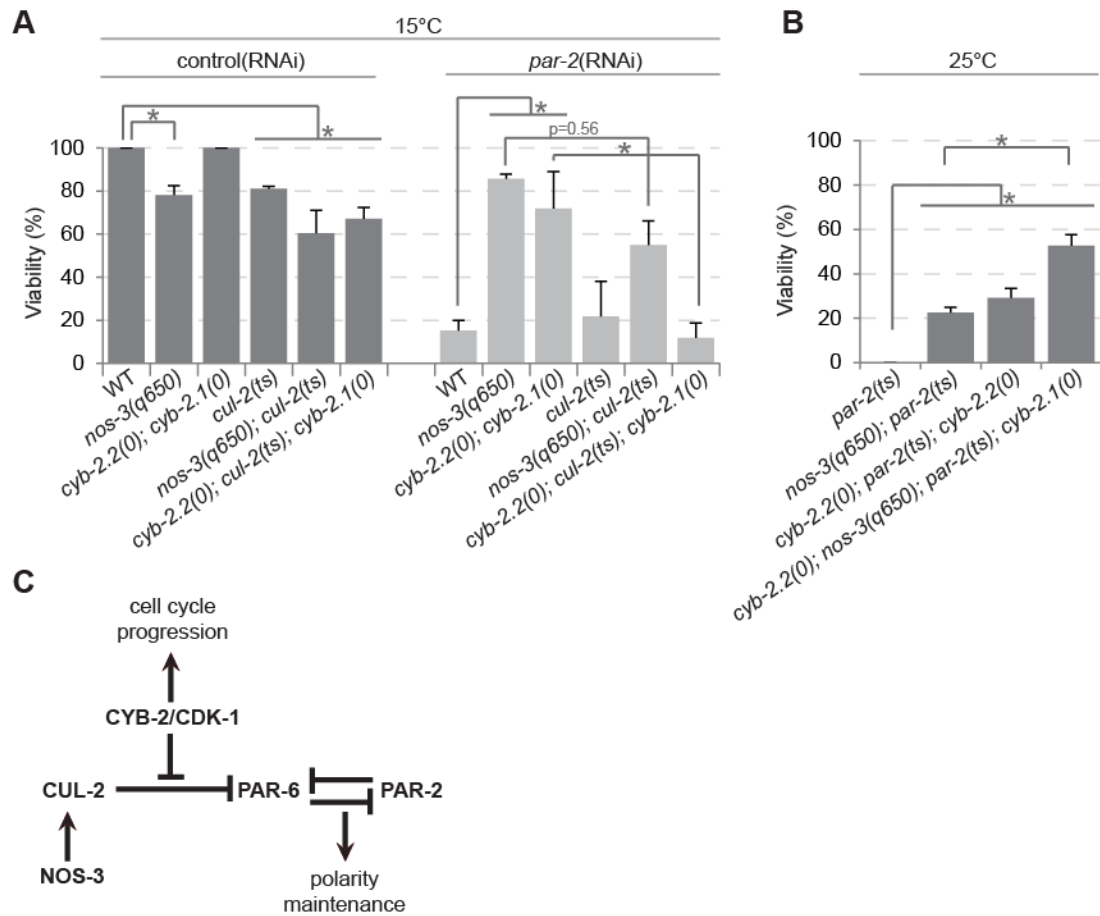 A
15°C
control(RNAi)
par-2(RNAi)
*
*
*
p=0.56
*
Viability (%)
100
80
60
40
20
0
WT
nos-3(q650)
cyb-2.2(0); cyb-2.1(0)
cul-2(ts)
nos-3(q650); cul-2(ts)
cyb-2.2(0); cul-2(ts); cyb-2.1(0)
WT
nos-3(q650)
cyb-2.2(0); cyb-2.1(0)
cul-2(ts)
nos-3(q650); cul-2(ts)
cyb-2.2(0); cul-2(ts); cyb-2.1(0)
B
25°C
*
*
Viability (%)
100
80
60
40
20
0
par-2(ts)
nos-3(q650); par-2(ts)
cyb-2.2(0); par-2(ts); cyb-2.2(0)
cyb-2.2(0); nos-3(q650); par-2(ts); cyb-2.1(0)
C
cell cycle
progression
CYB-2/CDK-1
CUL-2
PAR-6
PAR-2
NOS-3
polarity
maintenance